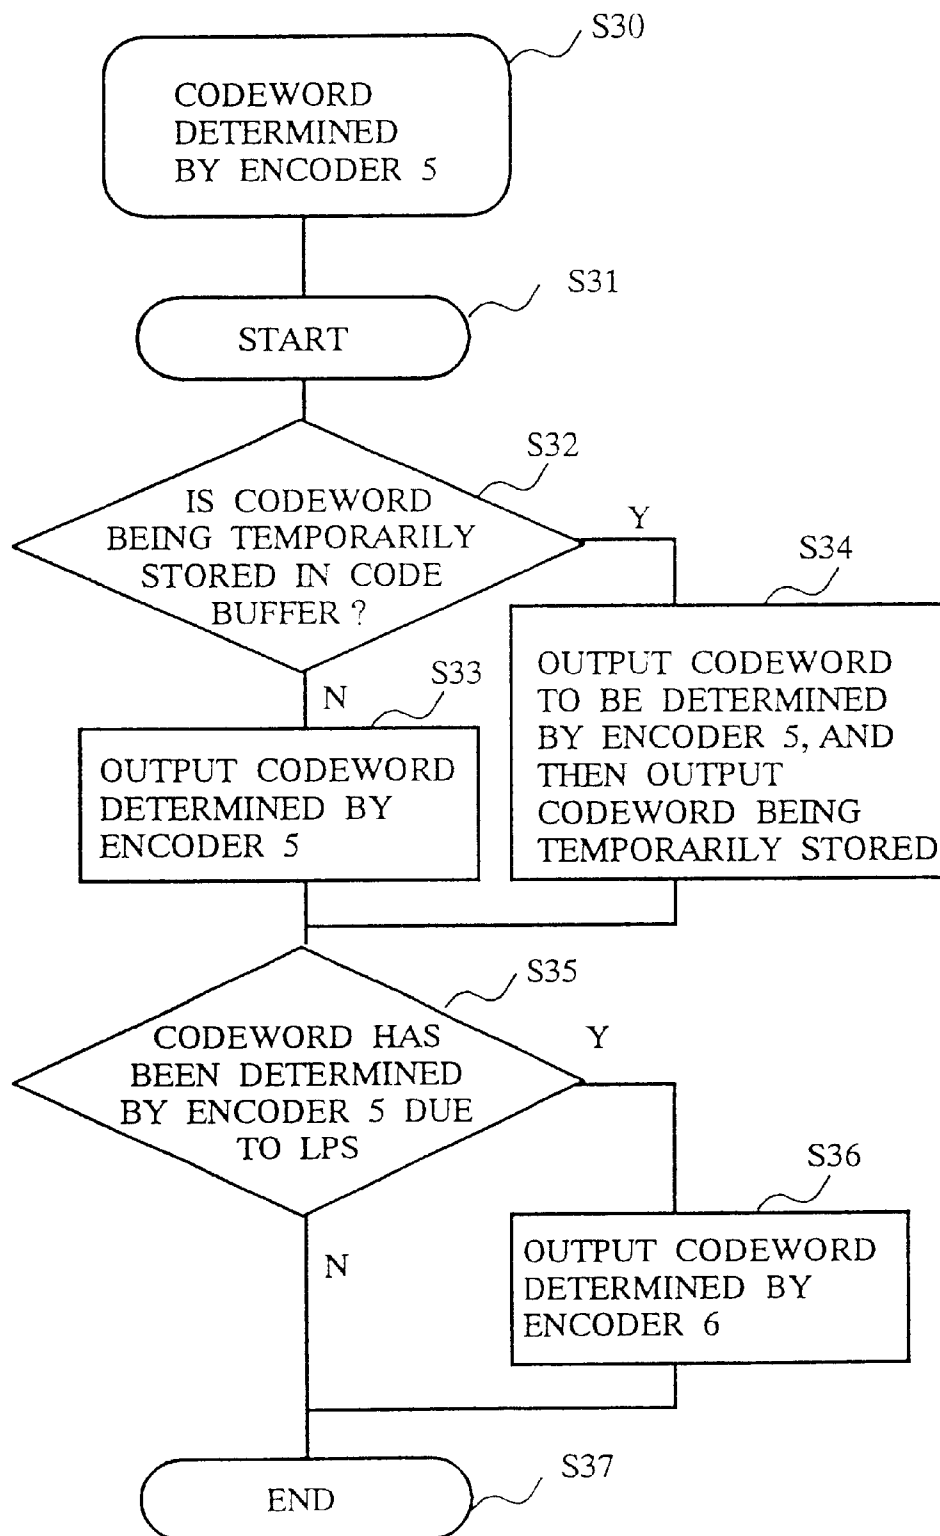 S30
CODEWORD
DETERMINED
BY ENCODER 5
S31
START
S32
IS CODEWORD
BEING TEMPORARILY
STORED IN CODE
BUFFER ?
Y
N
S33
OUTPUT CODEWORD
DETERMINED BY
ENCODER 5
S34
OUTPUT CODEWORD
TO BE DETERMINED
BY ENCODER 5, AND
THEN OUTPUT
CODEWORD BEING
TEMPORARILY STORED
S35
CODEWORD HAS
BEEN DETERMINED
BY ENCODER 5 DUE
TO LPS
Y
N
S36
OUTPUT CODEWORD
DETERMINED BY
ENCODER 6
S37
END